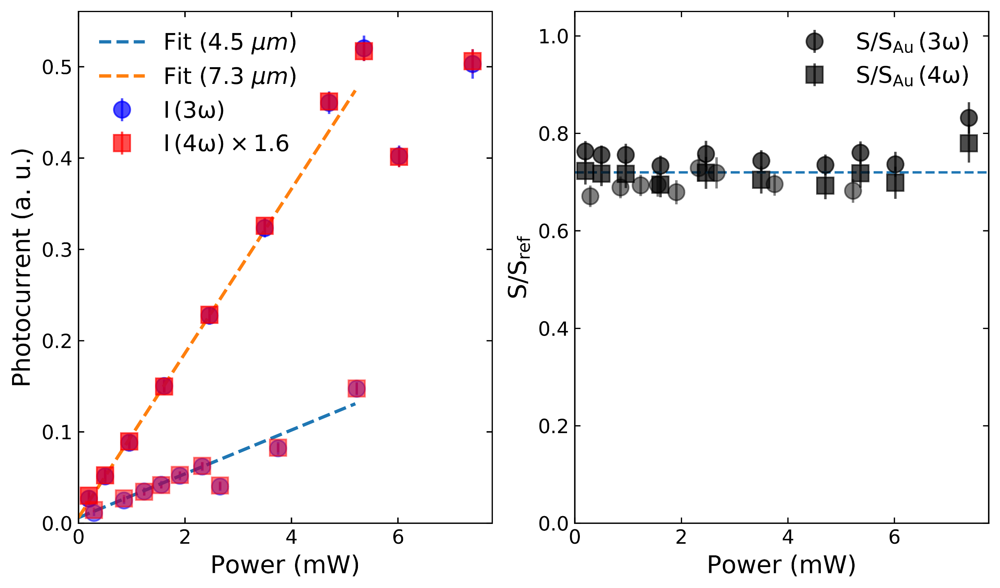 Fit (4.5 μm)
Fit (7.3 μm)
I (3ω)
I (4ω) × 1.6
0.5
0.4
0.3
0.2
0.1
0.0
0 2 4 6
Power (mW)
Photocurrent (a. u.)
S/S_Au (3ω)
S/S_Au (4ω)
1.0
0.8
0.6
0.4
0.2
0.0
0 2 4 6
Power (mW)
S/S_ref